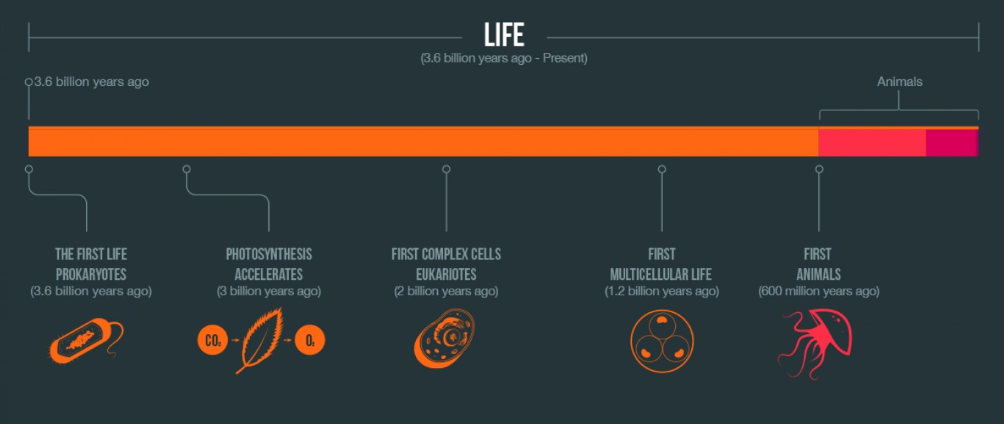 LIFE
(3.6 billion years ago - Present)
3.6 billion years ago
Animals
THE FIRST LIFE
PROKARYOTES
(3.6 billion years ago)
PHOTOSYNTHESIS
ACCELERATES
(3 billion years ago)
FIRST COMPLEX CELLS
EUKARIOTES
(2 billion years ago)
FIRST
MULTICELLULAR LIFE
(1.2 billion years ago)
FIRST
ANIMALS
(600 million years ago)
CO₂
O₂